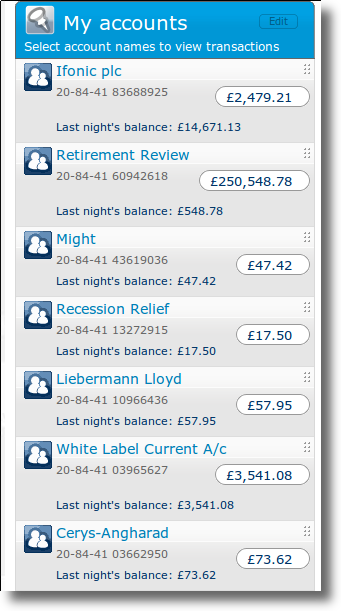 My accounts
Edit
Select account names to view transactions
Ifonic plc
20-84-41 83688925
£2,479.21
Last night's balance: £14,671.13
Retirement Review
20-84-41 60942618
£250,548.78
Last night's balance: £548.78
Might
20-84-41 43619036
£47.42
Last night's balance: £47.42
Recession Relief
20-84-41 13272915
£17.50
Last night's balance: £17.50
Liebermann Lloyd
20-84-41 10966436
£57.95
Last night's balance: £57.95
White Label Current A/c
20-84-41 03965627
£3,541.08
Last night's balance: £3,541.08
Cerys-Angharad
20-84-41 03662950
£73.62
Last night's balance: £73.62